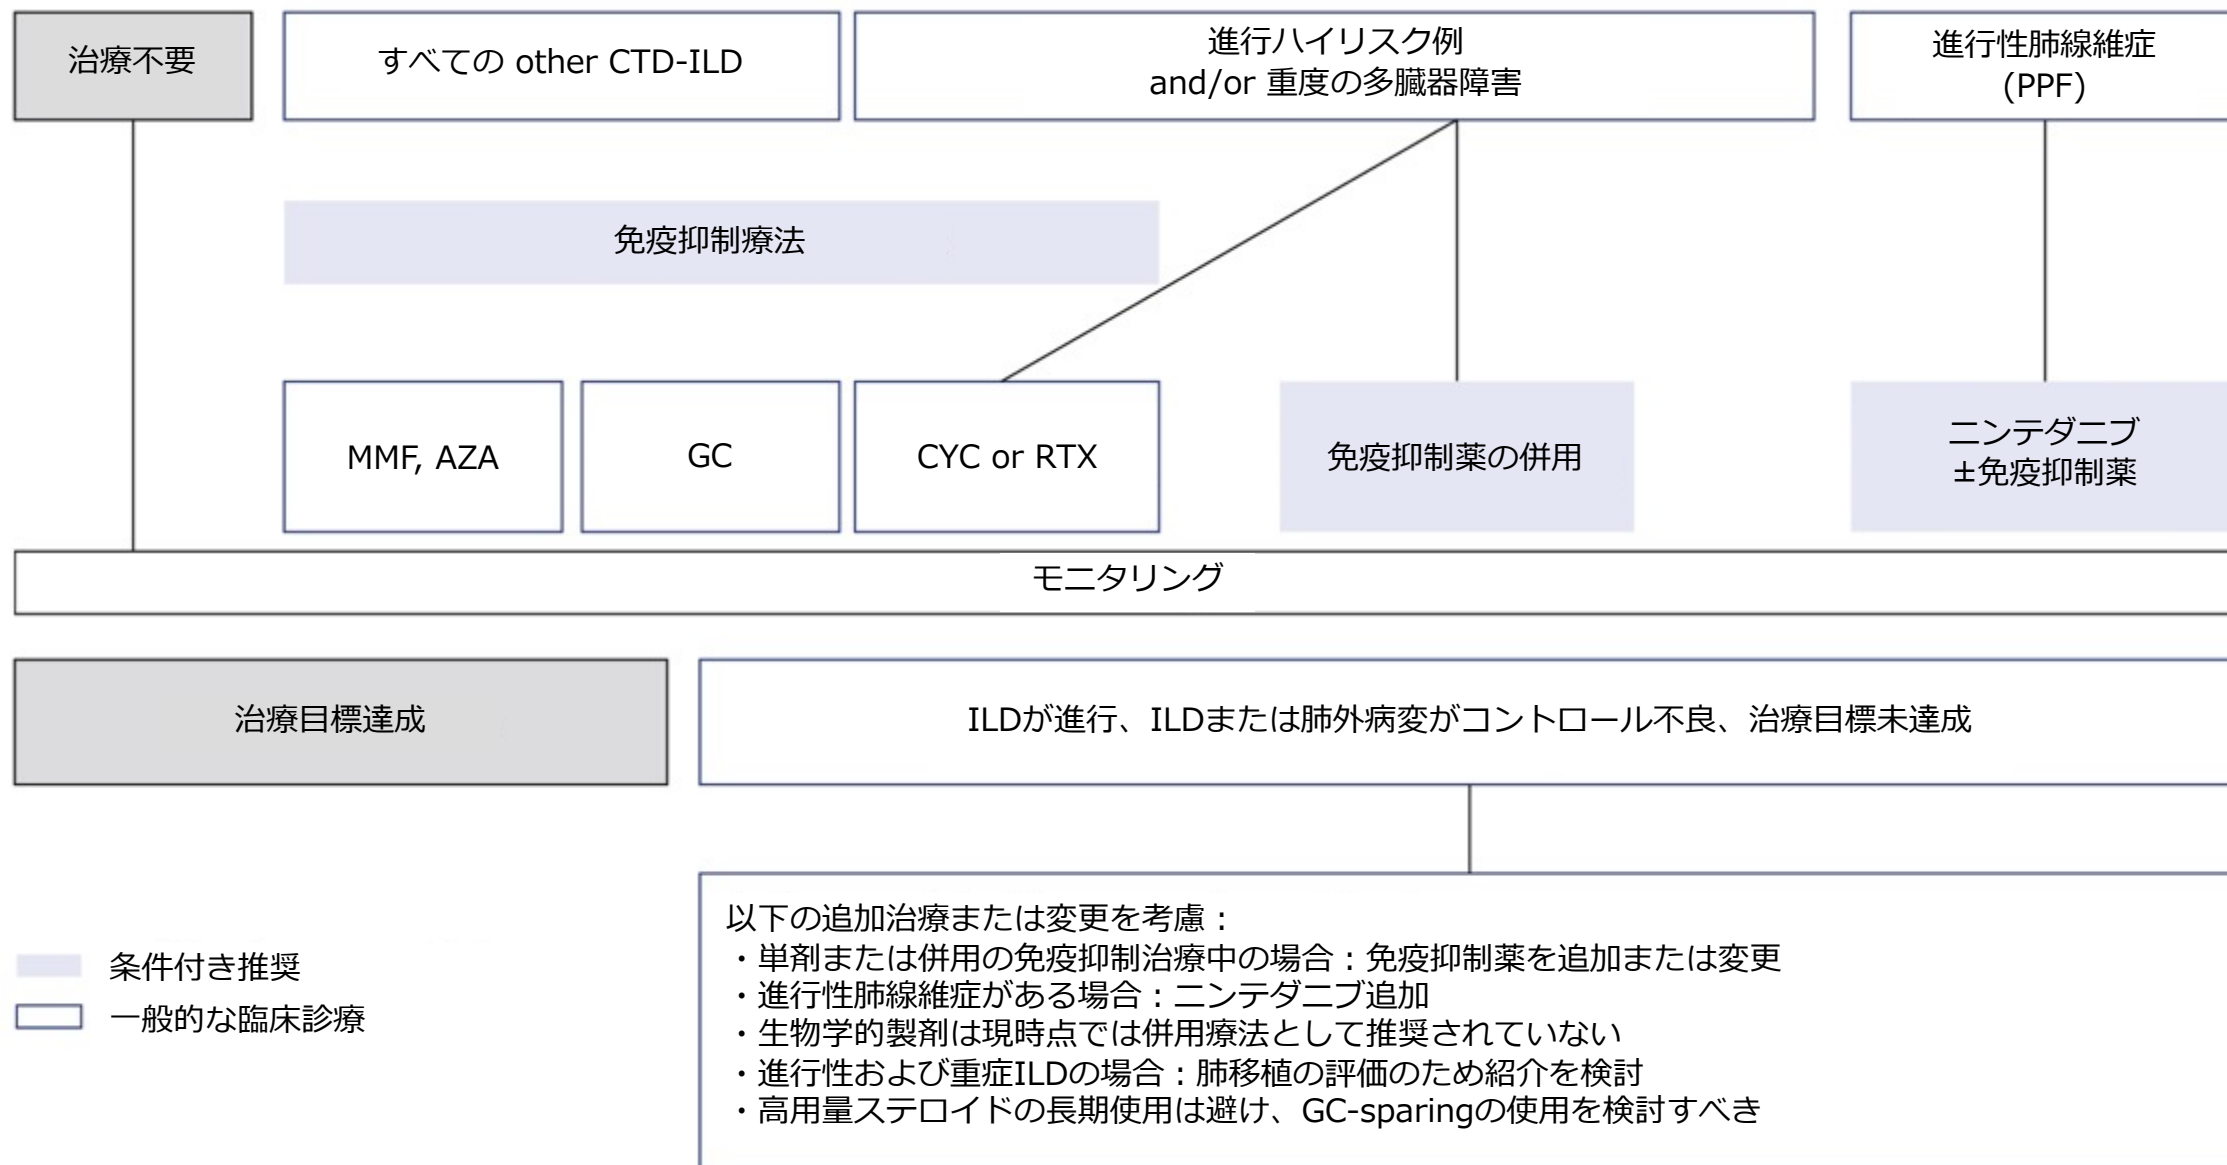 治療不要
すべての other CTD-ILD
進行ハイリスク例
and/or 重度の多臓器障害
進行性肺線維症
(PPF)
免疫抑制療法
MMF, AZA
GC
CYC or RTX
免疫抑制薬の併用
ニンテダニブ
±免疫抑制薬
モニタリング
治療目標達成
ILDが進行、ILDまたは肺外病変がコントロール不良、治療目標未達成
以下の追加治療または変更を考慮：
・単剤または併用の免疫抑制治療中の場合：免疫抑制薬を追加または変更
・進行性肺線維症がある場合：ニンテダニブ追加
・生物学的製剤は現時点では併用療法として推奨されていない
・進行性および重症ILDの場合：肺移植の評価のため紹介を検討
・高用量ステロイドの長期使用は避け、GC-sparingの使用を検討すべき
条件付き推奨
一般的な臨床診療